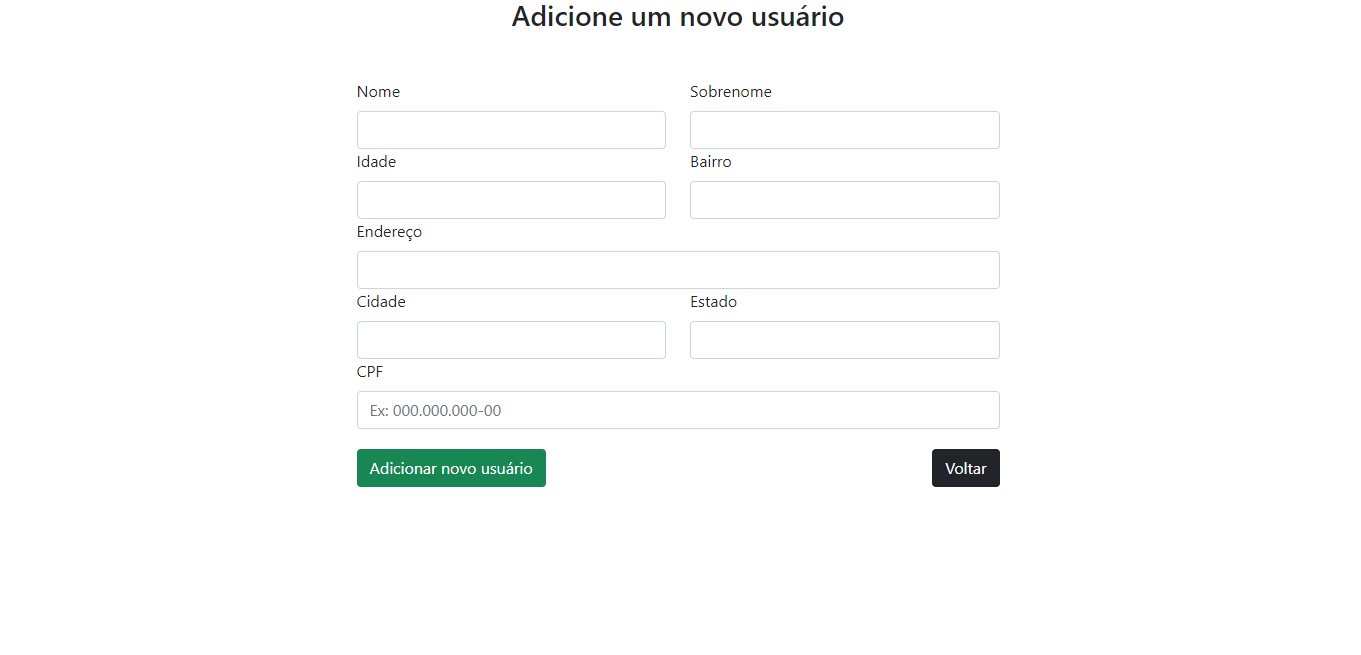 Adicione um novo usuário
Nome Sobrenome
Idade Bairro
Endereço
Cidade Estado
CPF
Ex: 000.000.000-00
Adicionar novo usuário Voltar